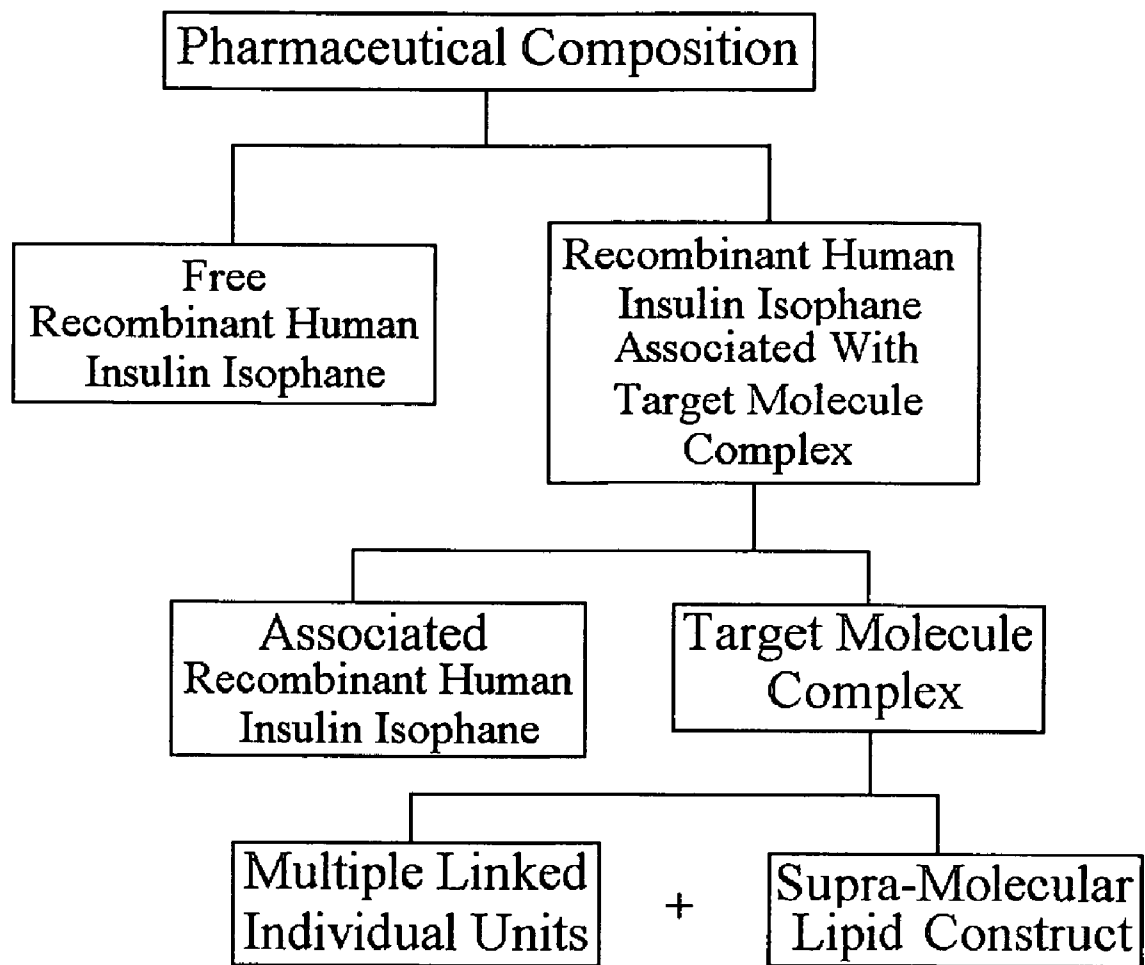 Pharmaceutical Composition
Free
Recombinant Human
Insulin Isophane
Recombinant Human
Insulin Isophane
Associated With
Target Molecule
Complex
Associated
Recombinant Human
Insulin Isophane
Target Molecule
Complex
Multiple Linked
Individual Units
+
Supra-Molecular
Lipid Construct